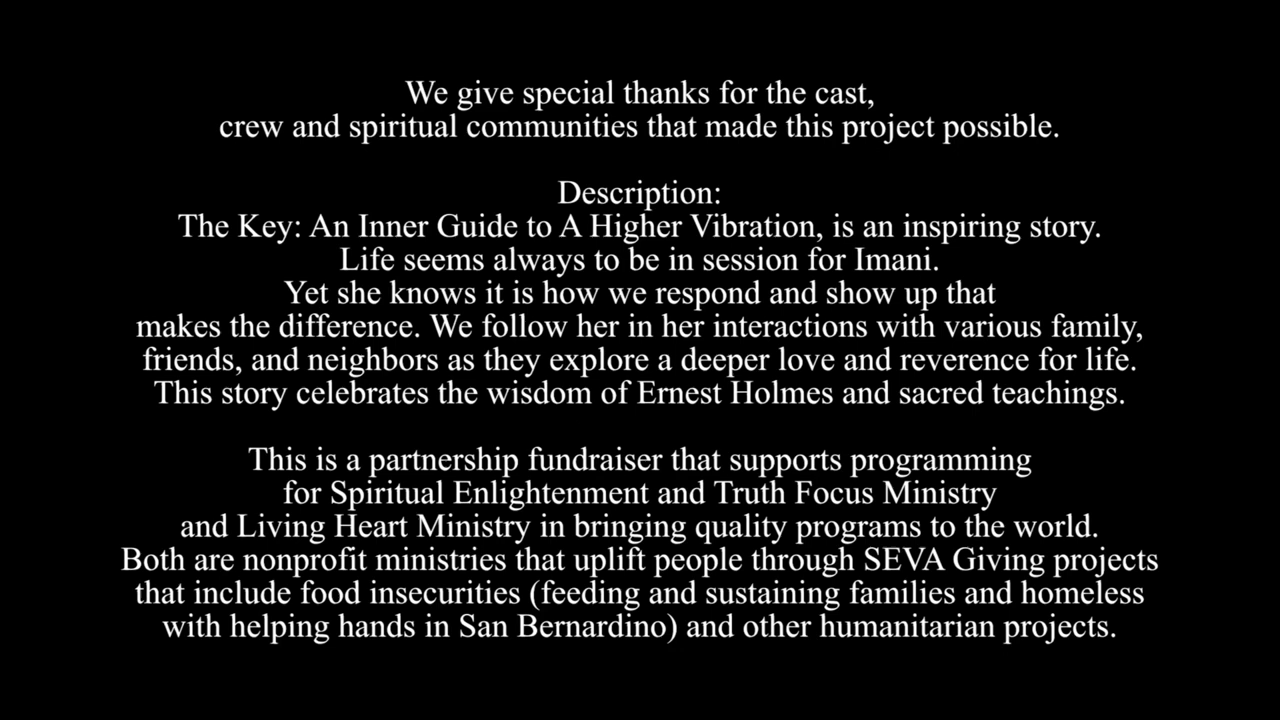 We give special thanks for the cast,
crew and spiritual communities that made this project possible.
Description:
The Key: An Inner Guide to A Higher Vibration, is an inspiring story.
Life seems always to be in session for Imani.
Yet she knows it is how we respond and show up that
makes the difference. We follow her in her interactions with various family,
friends, and neighbors as they explore a deeper love and reverence for life.
This story celebrates the wisdom of Ernest Holmes and sacred teachings.
This is a partnership fundraiser that supports programming
for Spiritual Enlightenment and Truth Focus Ministry
and Living Heart Ministry in bringing quality programs to the world.
Both are nonprofit ministries that uplift people through SEVA Giving projects
that include food insecurities (feeding and sustaining families and homeless
with helping hands in San Bernardino) and other humanitarian projects.